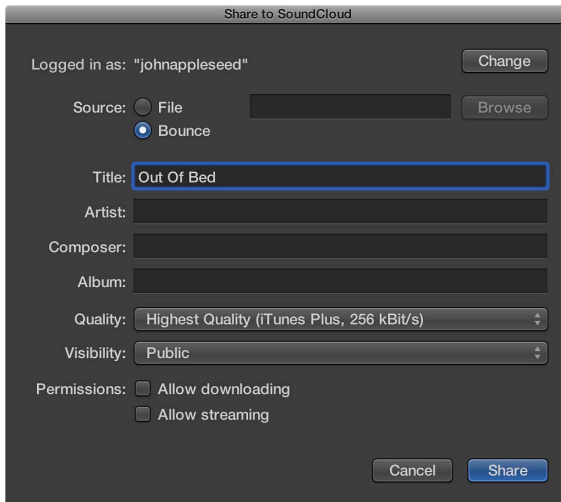 Share to SoundCloud
Logged in as: "johnappleseed" Change
Source: File Browse
Bounce
Title: Out Of Bed
Artist:
Composer:
Album:
Quality: Highest Quality (iTunes Plus, 256 kBit/s)
Visibility: Public
Permissions: Allow downloading
Allow streaming
Cancel Share